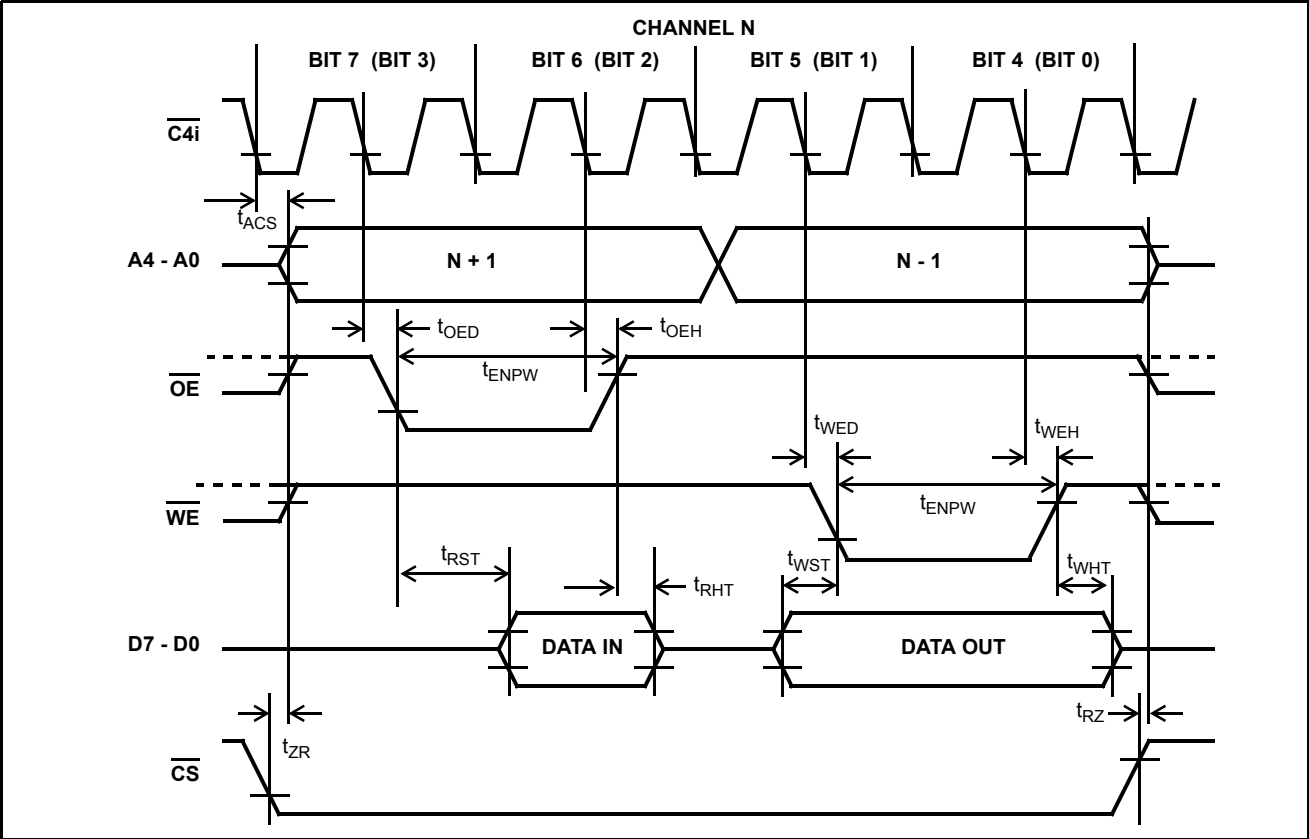 CHANNEL N
BIT 7 (BIT 3) BIT 6 (BIT 2) BIT 5 (BIT 1) BIT 4 (BIT 0)
C4i
tACS
A4 - A0 N + 1 N - 1
tOED tOEH
OE tENPW
tWED tWEH
WE tENPW
tRST tRHT tWST tWHT
D7 - D0 DATA IN DATA OUT
tZR tRZ
CS